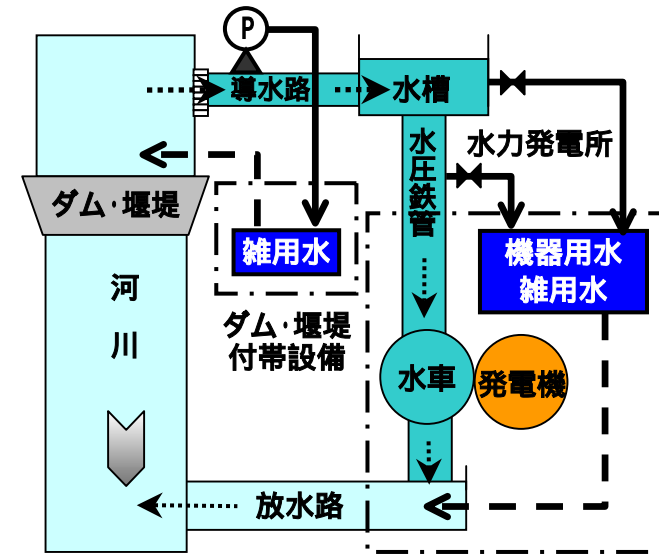 P
導水路
水槽
水圧鉄管
水力発電所
ダム・堰堤
雑用水
機器用水
雑用水
河川
ダム・堰堤
付帯設備
水車
発電機
放水路